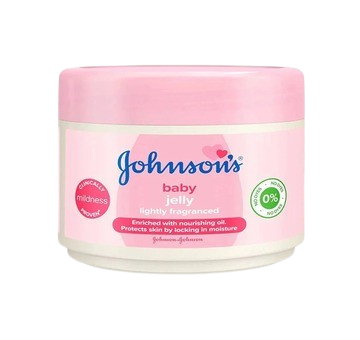 Johnson's
baby
jelly
lightly fragranced
CLINICALLY
mildness
PROVEN
0%
Enriched with nourishing oil.
Protects skin by locking in moisture
Johnson & Johnson